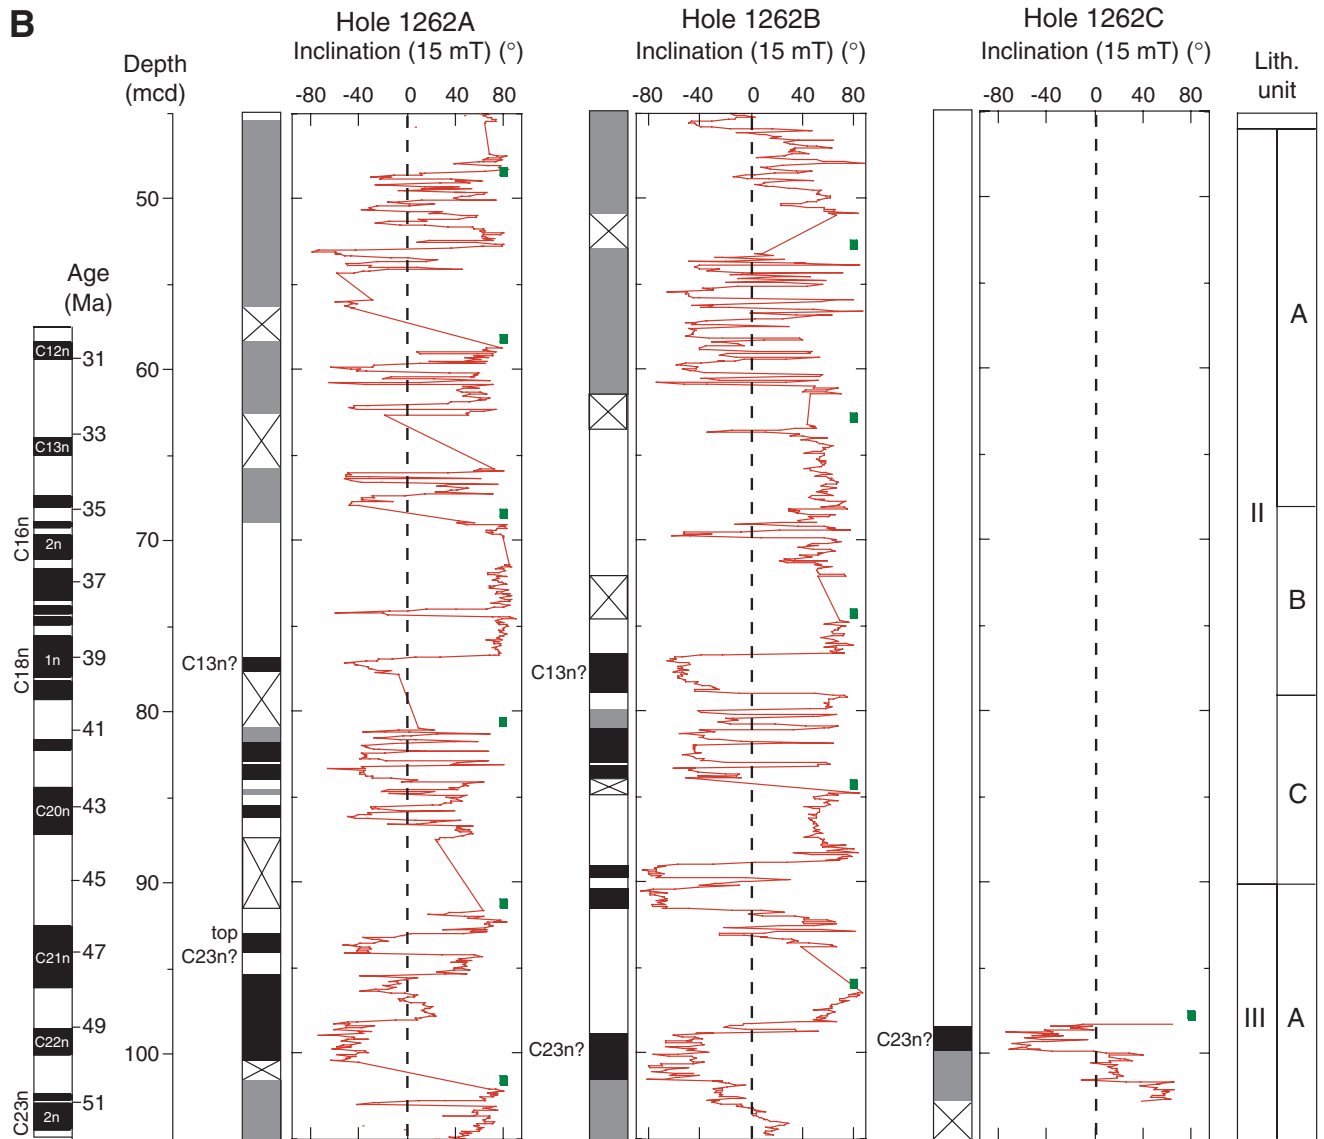 B
Hole 1262A
Inclination (15 mT) (°)
Hole 1262B
Inclination (15 mT) (°)
Hole 1262C
Inclination (15 mT) (°)
Depth
(mcd)
Lith.
unit
-80 -40 0 40 80
-80 -40 0 40 80
-80 -40 0 40 80
50
60
70
80
90
100
Age
(Ma)
31
33
35
37
39
41
43
45
47
49
51
C12n
C13n
C16n
2n
C18n
1n
C20n
C21n
C22n
C23n
2n
C13n?
top
C23n?
C13n?
C23n?
C23n?
II
III
A
B
C
A